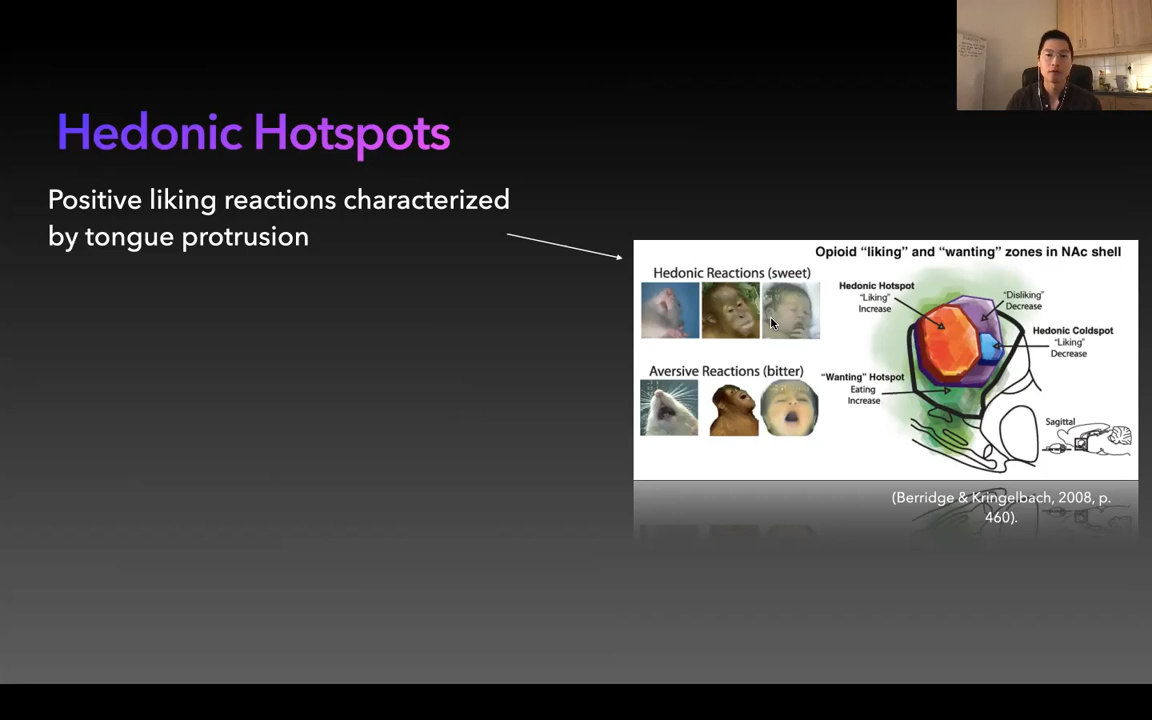 Hedonic Hotspots
Positive liking reactions characterized
by tongue protrusion
Opioid “liking” and “wanting” zones in NAc shell
Hedonic Reactions (sweet)
Hedonic Hotspot
“Liking”
Increase
“Disliking”
Decrease
Hedonic Coldspot
“Liking”
Decrease
Aversive Reactions (bitter)
“Wanting” Hotspot
Eating
Increase
Sagittal
(Berridge & Kringelbach, 2008, p.
460).